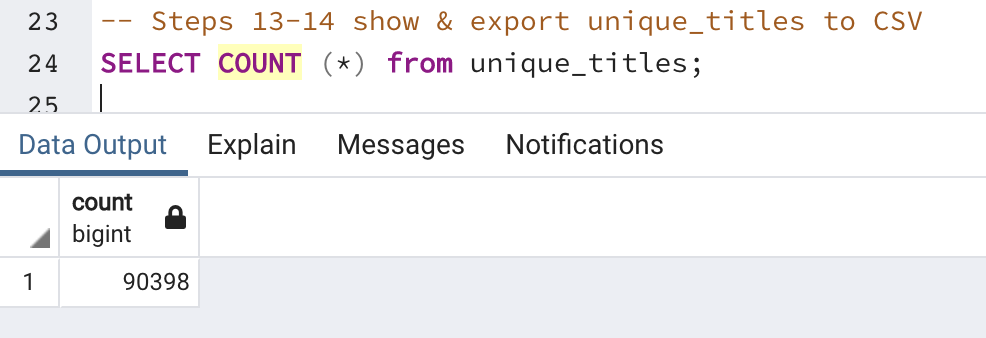 23 -- Steps 13-14 show & export unique_titles to CSV
24 SELECT COUNT (*) from unique_titles;
25
Data Output Explain Messages Notifications
count
bigint
1 90398